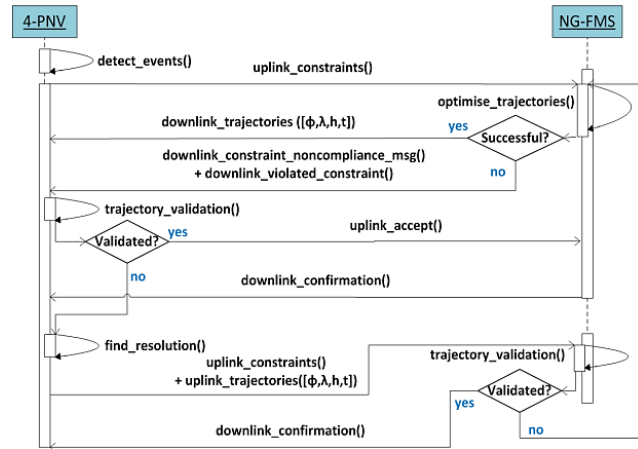 4-PNV
NG-FMS
detect_events()
uplink_constraints()
optimise_trajectories()
downlink_trajectories ([ϕ,λ,h,t])
yes
Successful?
downlink_constraint_noncompliance_msg()
+ downlink_violated_constraint()
no
trajectory_validation()
Validated?
yes
uplink_accept()
no
downlink_confirmation()
find_resolution()
uplink_constraints()
+ uplink_trajectories([ϕ,λ,h,t])
trajectory_validation()
Validated?
yes
no
downlink_confirmation()